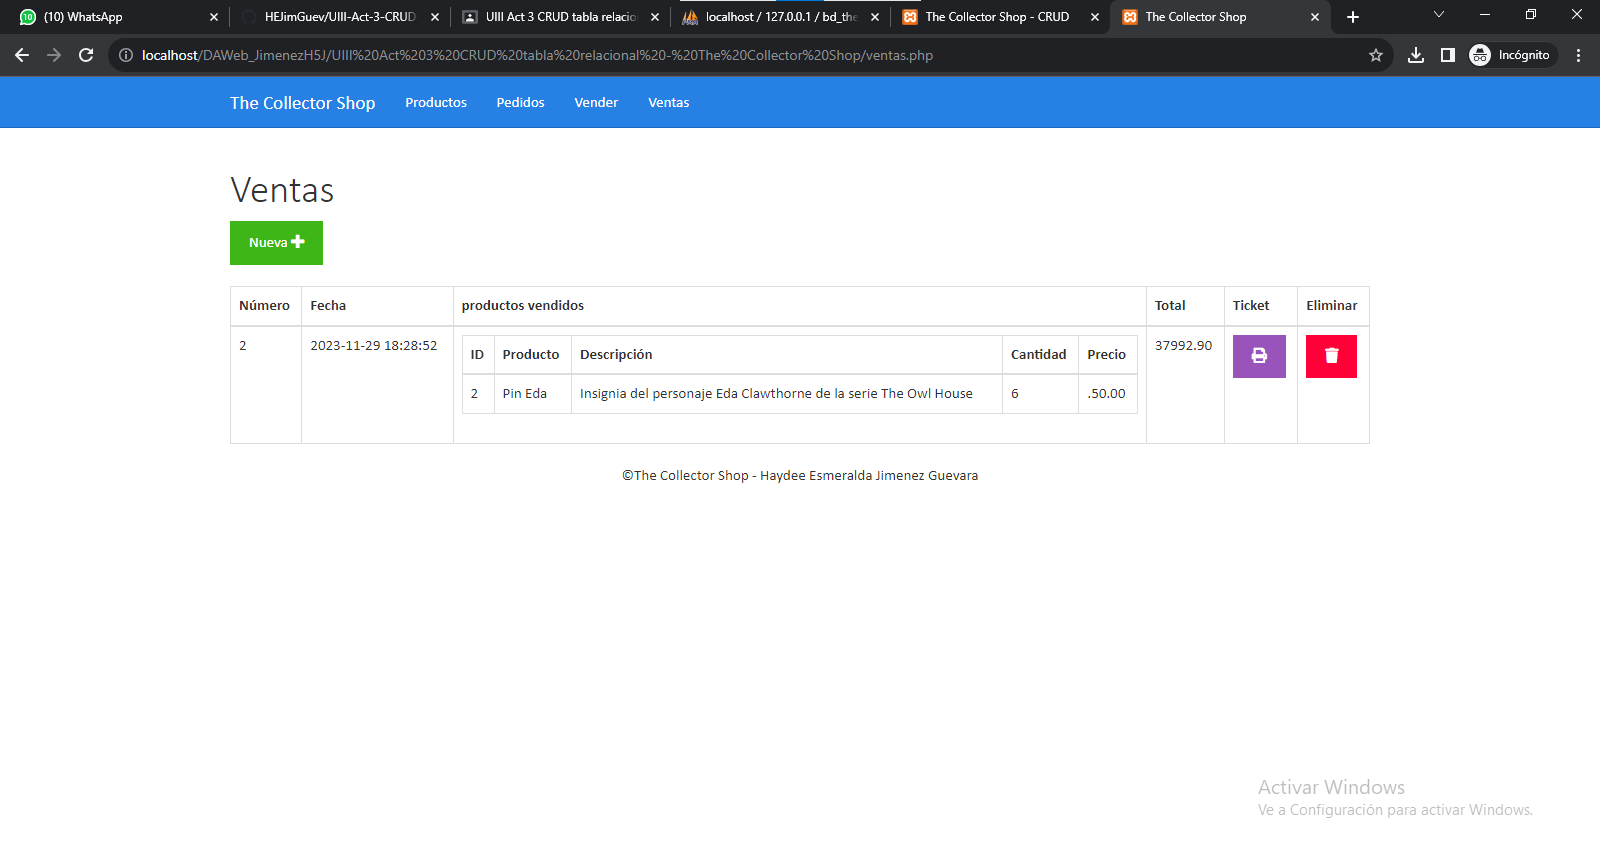 (10) WhatsApp
HEJimGuev/UIII-Act-3-CRUD
UIII Act 3 CRUD tabla relacio
localhost / 127.0.0.1 / bd_the
The Collector Shop - CRUD
The Collector Shop
localhost/DAWeb_JimenezH5J/UIII%20Act%203%20CRUD%20tabla%20relacional%20-%20The%20Collector%20Shop/ventas.php
Incógnito
The Collector Shop Productos Pedidos Vender Ventas
Ventas
Nueva
Número Fecha productos vendidos Total Ticket Eliminar
2 2023-11-29 18:28:52 37992.90
ID Producto Descripción Cantidad Precio
2 Pin Eda Insignia del personaje Eda Clawthorne de la serie The Owl House 6 .50.00
©The Collector Shop - Haydee Esmeralda Jimenez Guevara
Activar Windows
Ve a Configuración para activar Windows.